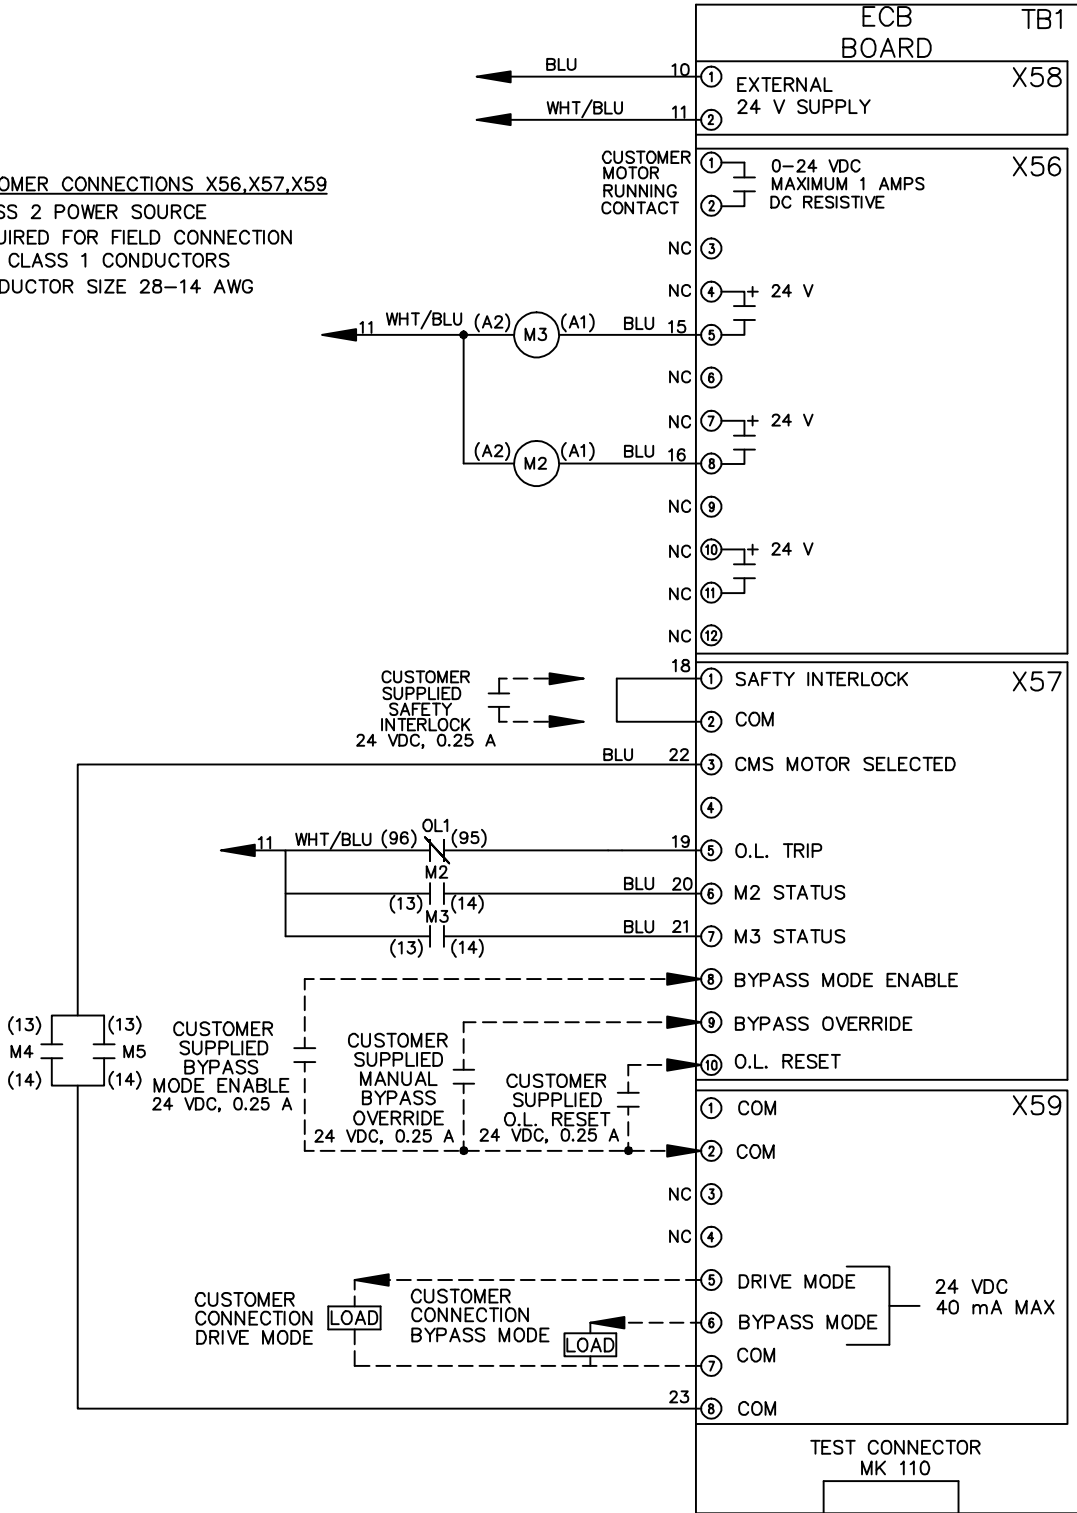 ECB
BOARD
TB1
BLU 10 1 EXTERNAL X58
WHT/BLU 11 2 24 V SUPPLY
CUSTOMER
MOTOR
RUNNING
CONTACT
1 0-24 VDC X56
MAXIMUM 1 AMPS
2 DC RESISTIVE
CONNECTIONS X56,X57,X59
2 POWER SOURCE
FOR FIELD CONNECTION
CLASS 1 CONDUCTORS
SIZE 28-14 AWG
NC 3
NC 4 + 24 V
11 WHT/BLU (A2) M3 (A1) BLU 15 5
NC 6
NC 7 + 24 V
(A2) M2 (A1) BLU 16 8
NC 9
NC 10 + 24 V
NC 11
NC 12
CUSTOMER
SUPPLIED
SAFETY
INTERLOCK
24 VDC, 0.25 A
18 1 SAFTY INTERLOCK X57
2 COM
BLU 22 3 CMS MOTOR SELECTED
4
11 WHT/BLU (96) OL1 (95) 19 5 O.L. TRIP
M2
(13) (14) BLU 20 6 M2 STATUS
M3
(13) (14) BLU 21 7 M3 STATUS
8 BYPASS MODE ENABLE
9 BYPASS OVERRIDE
10 O.L. RESET
(13) (13)
M4 M5
(14) (14)
CUSTOMER
SUPPLIED
BYPASS
MODE ENABLE
24 VDC, 0.25 A
CUSTOMER
SUPPLIED
MANUAL
BYPASS
OVERRIDE
24 VDC, 0.25 A
CUSTOMER
SUPPLIED
O.L. RESET
24 VDC, 0.25 A
1 COM X59
2 COM
NC 3
NC 4
5 DRIVE MODE
6 BYPASS MODE
24 VDC
40 mA MAX
7 COM
CUSTOMER
CONNECTION
DRIVE MODE
LOAD
CUSTOMER
CONNECTION
BYPASS MODE
LOAD
23 8 COM
TEST CONNECTOR
MK 110